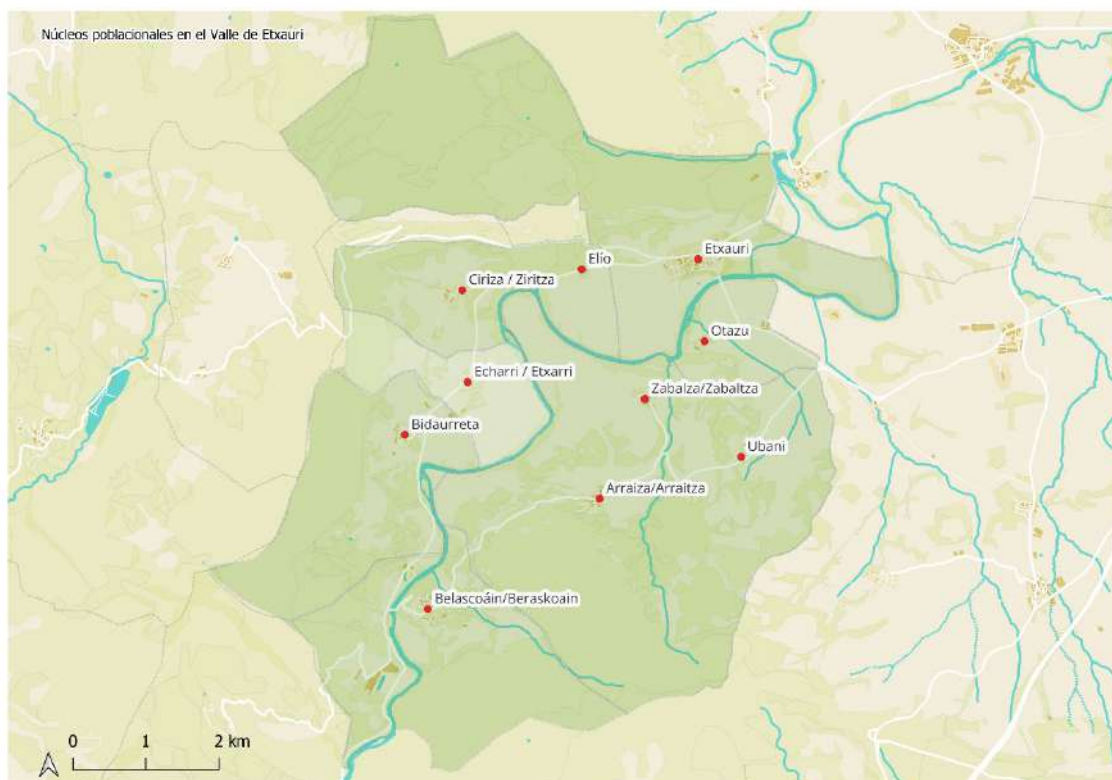 Núcleos poblacionales en el Valle de Etxauri
Etxauri
Elío
Ciriza / Ziritza
Otazu
Echarri / Etxarri
Zabalza/Zabaltza
Bidaurreta
Ubani
Arraiza/Arraitza
Belascoáin/Beraskoain
0 1 2 km